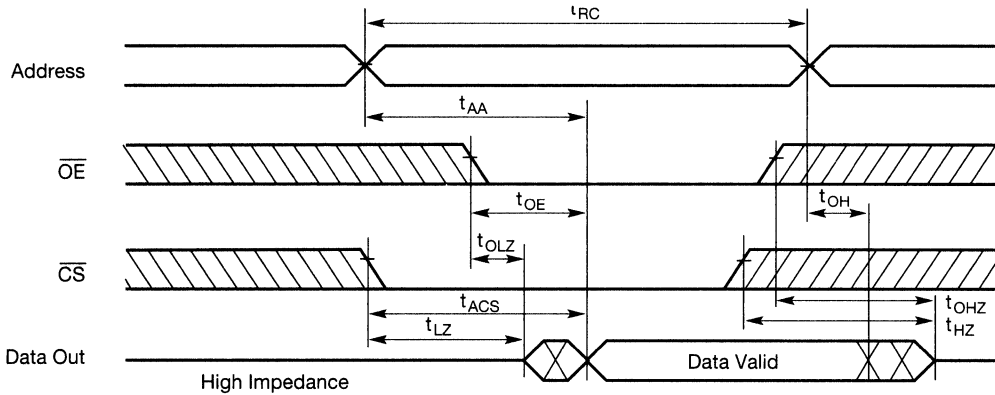 tRC
Address
tAA
OE
tOE
tOH
tOLZ
CS
tACS
tOHZ
tLZ
tHZ
Data Out
Data Valid
High Impedance